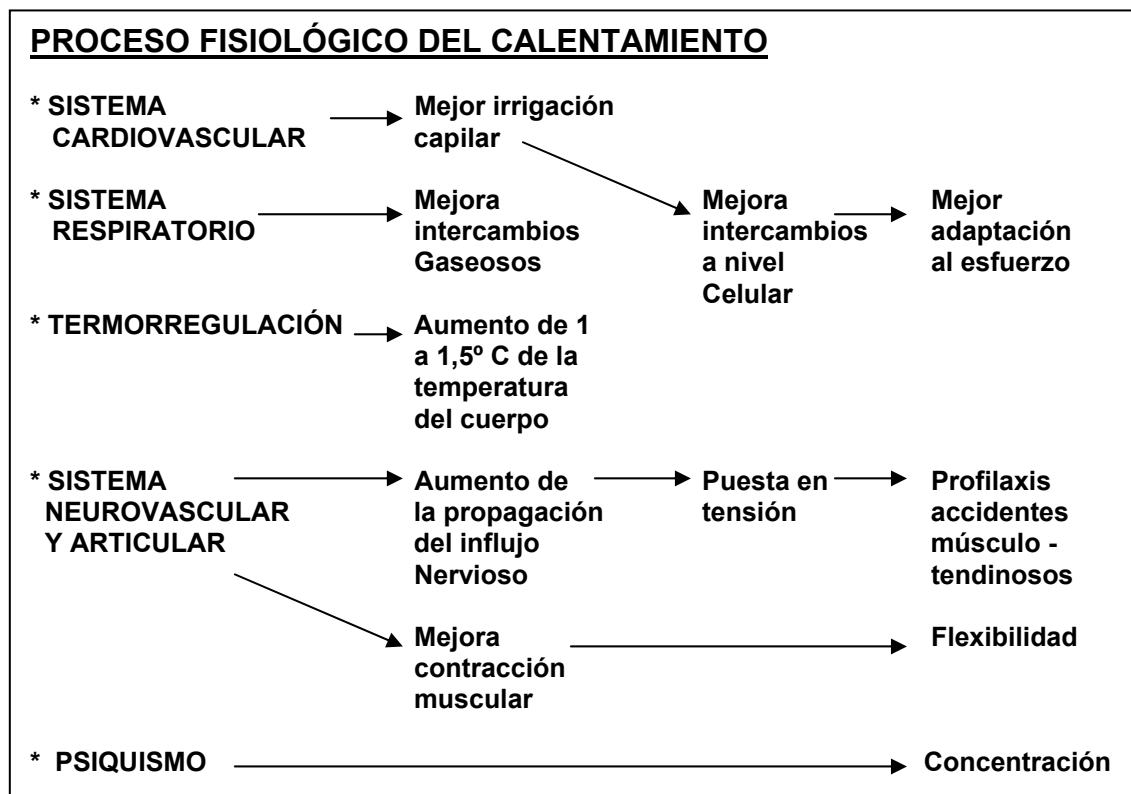 PROCESO FISIOLÓGICO DEL CALENTAMIENTO
* SISTEMA
CARDIOVASCULAR
Mejor irrigación
capilar
* SISTEMA
RESPIRATORIO
Mejora
intercambios
Gaseosos
Mejora
intercambios
a nivel
Celular
Mejor
adaptación
al esfuerzo
* TERMORREGULACIÓN
Aumento de 1
a 1,5º C de la
temperatura
del cuerpo
* SISTEMA
NEUROVASCULAR
Y ARTICULAR
Aumento de
la propagación
del influjo
Nervioso
Puesta en
tensión
Profilaxis
accidentes
músculo -
tendinosos
Mejora
contracción
muscular
Flexibilidad
* PSIQUISMO
Concentración